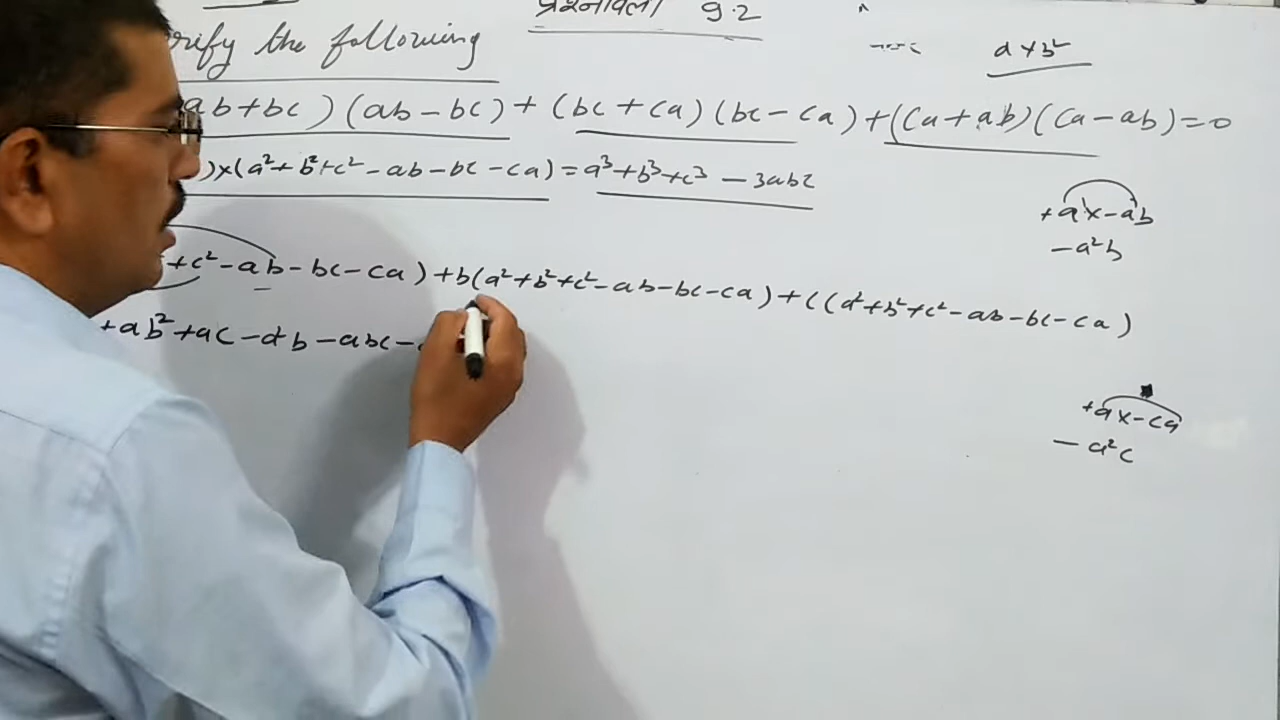 प्रश्नावली 9.2
rify the following
a×b²
ab+bc)(ab-bc)+(bc+ca)(bc-ca)+(ca+ab)(ca-ab)=0
)×(a²+b²+c²-ab-bc-ca)=a³+b³+c³-3abc
+a×-ab
-a²b
+c²-ab-bc-ca)+b(a²+b²+c²-ab-bc-ca)+c(a²+b²+c²-ab-bc-ca)
+ab²+ac-a²b-abc-
+a×-ca
-a²c